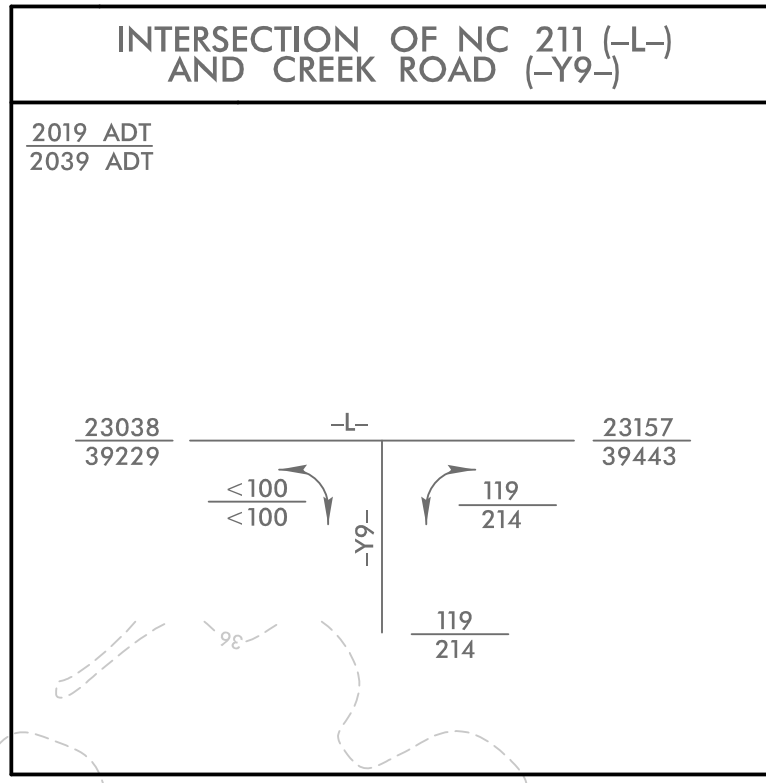 INTERSECTION OF NC 211 (-L-)
AND CREEK ROAD (-Y9-)
2019 ADT
2039 ADT
23038
39229
-L-
23157
39443
<100
<100
-Y9-
119
214
119
214
36